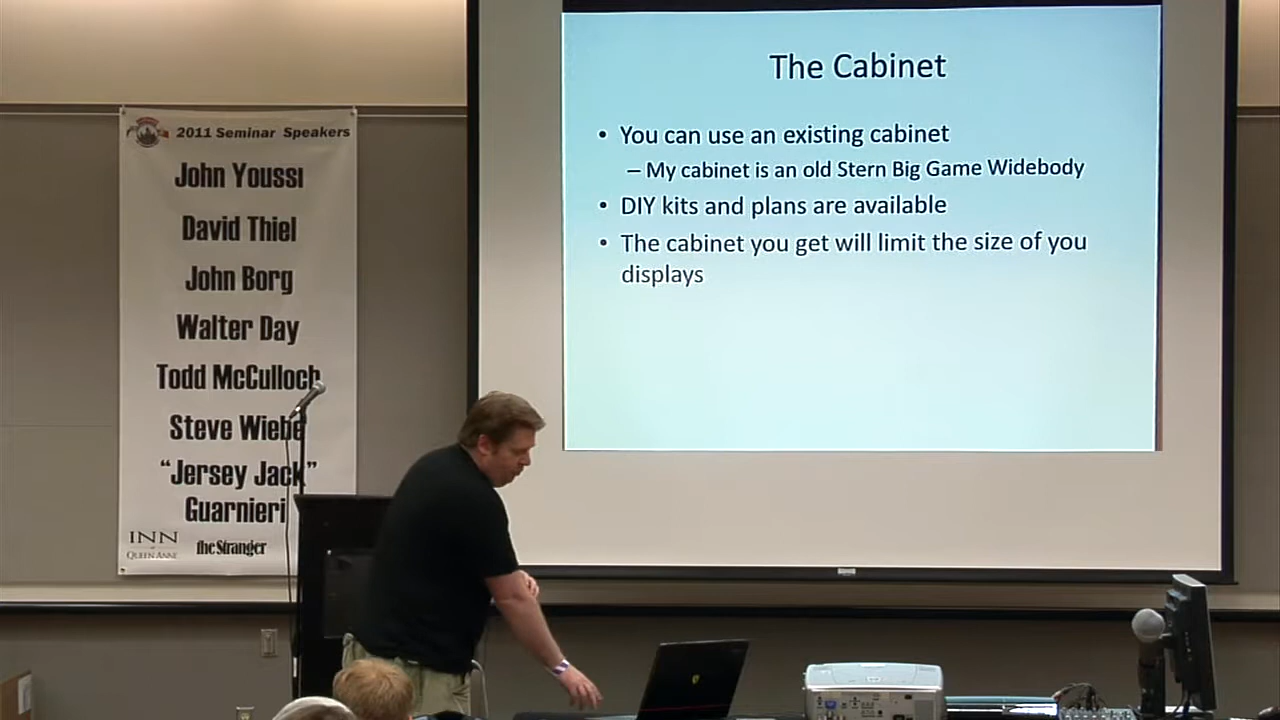 2011 Seminar Speakers
John Youssi
David Thiel
John Borg
Walter Day
Todd McCulloch
Steve Wiebe
“Jersey Jack”
Guarnieri
INN
at
QUEEN ANNE
the Stranger
The Cabinet
• You can use an existing cabinet
– My cabinet is an old Stern Big Game Widebody
• DIY kits and plans are available
• The cabinet you get will limit the size of you
displays